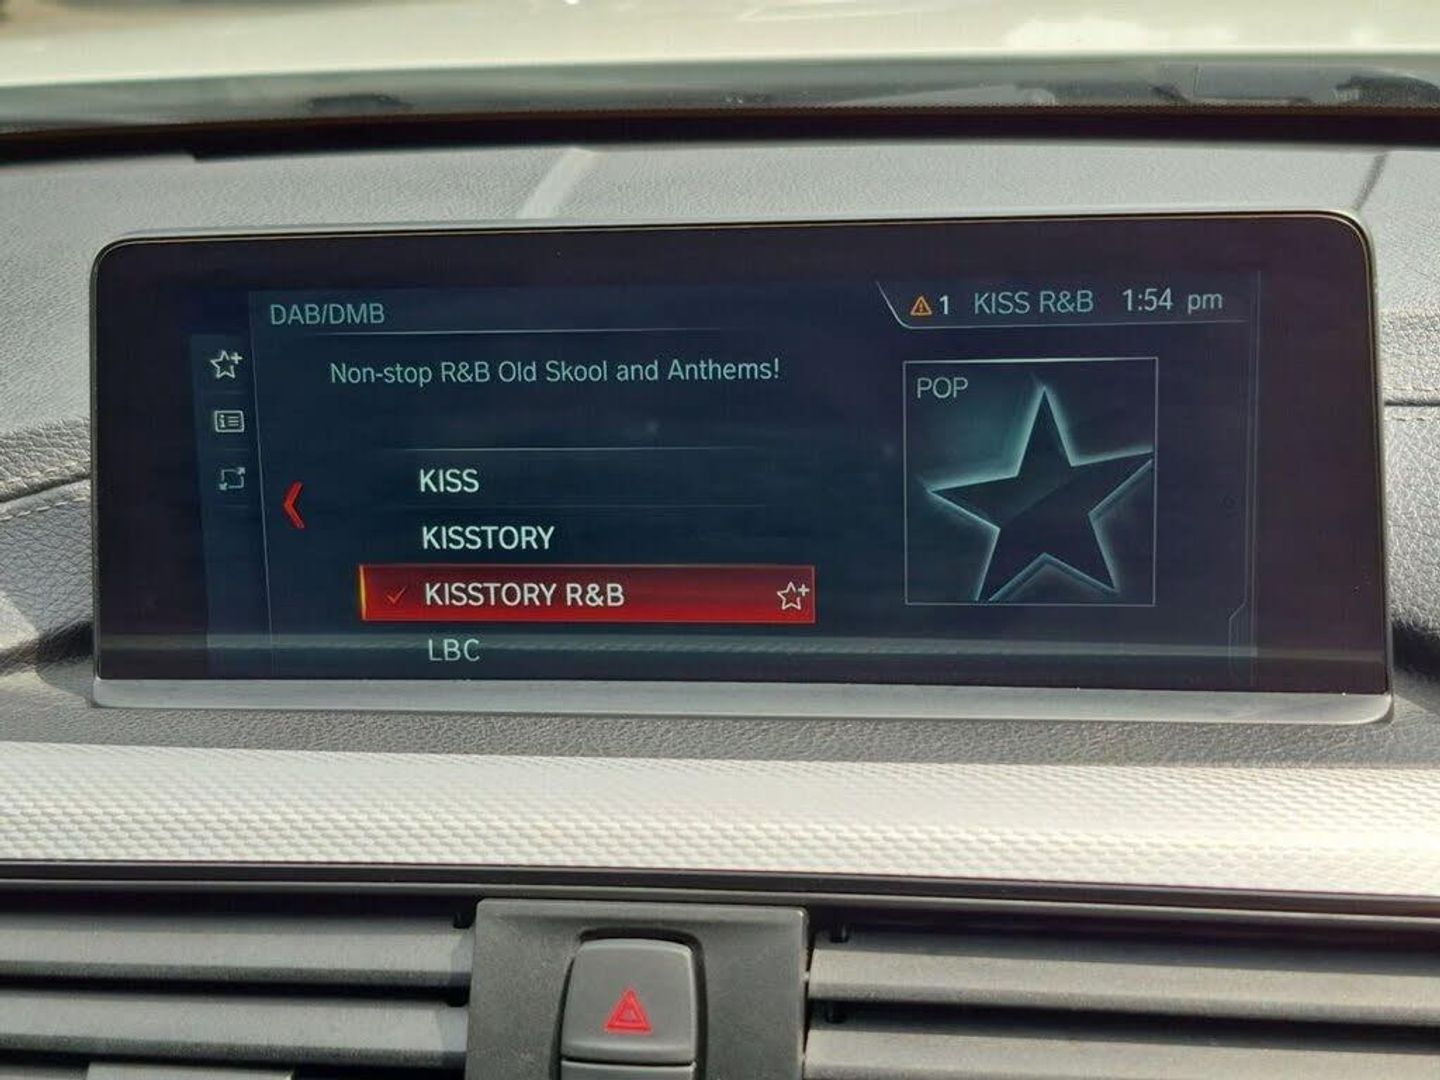 DAB/DMB
1 KISS R&B 1:54 pm
Non-stop R&B Old Skool and Anthems!
POP
KISS
KISSTORY
KISSTORY R&B
LBC